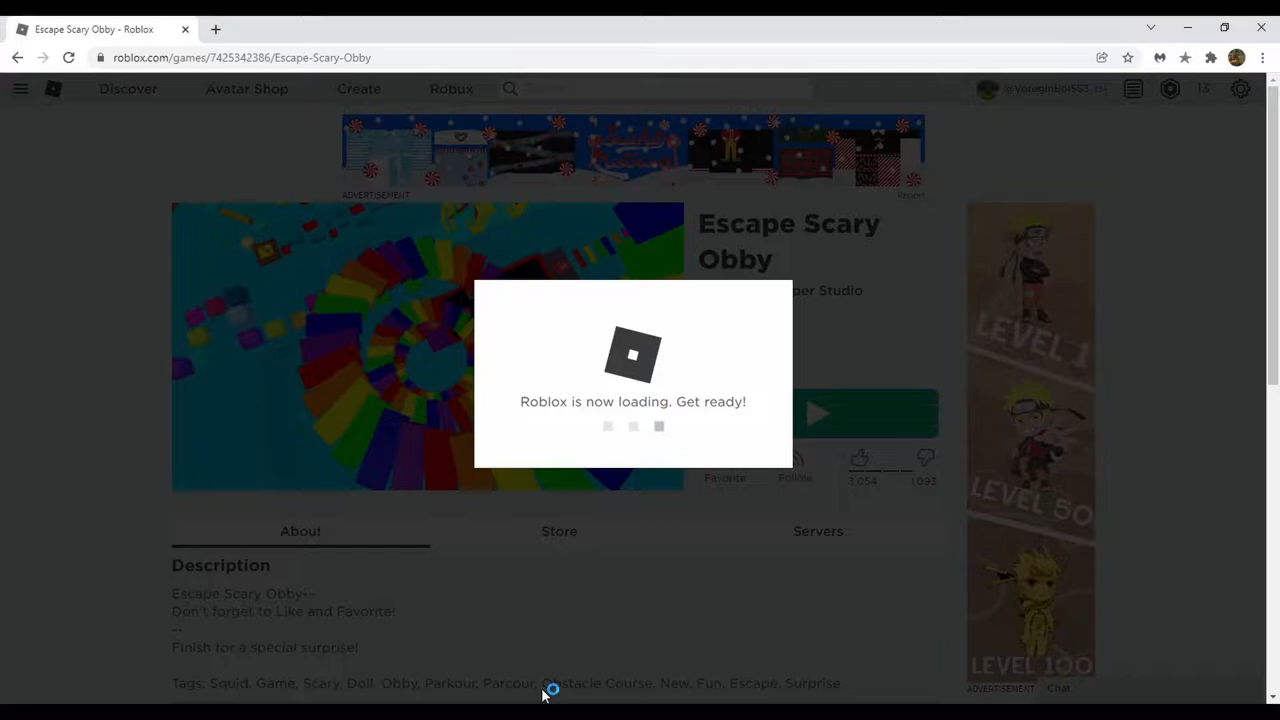 Escape Scary Obby - Roblox
roblox.com/games/7425342386/Escape-Scary-Obby
Discover
Avatar Shop
Create
Robux
ADVERTISEMENT
Report
Escape Scary
Obby
per Studio
Roblox is now loading. Get ready!
Favorite
Follow
3,054
1,093
About
Store
Servers
Description
Escape Scary Obby--
Don't forget to Like and Favorite!
--
Finish for a special surprise!
Tags: Squid, Game, Scary, Doll, Obby, Parkour, Parcour, Obstacle Course, New, Fun, Escape, Surprise
LEVEL 1
LEVEL 50
LEVEL 100
ADVERTISEMENT
Chat